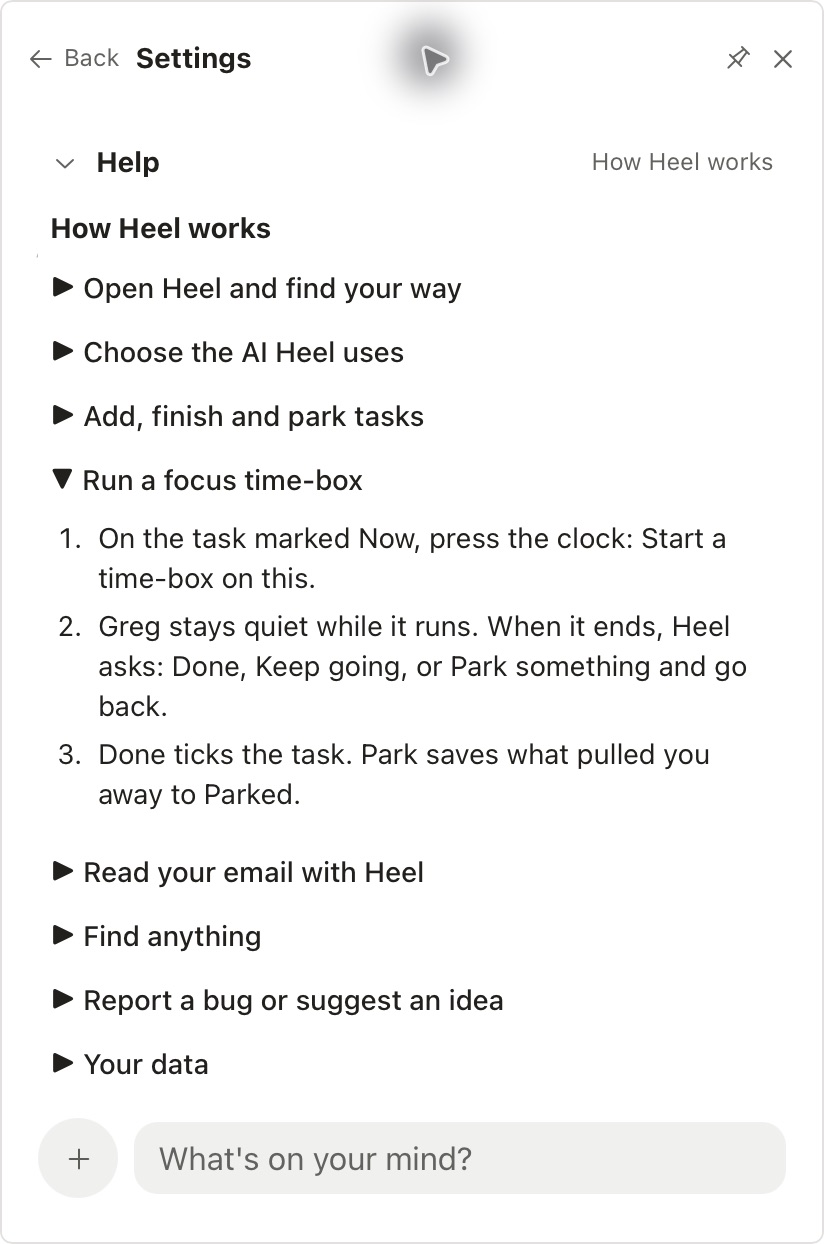 Back Settings
Help How Heel works
How Heel works
Open Heel and find your way
Choose the AI Heel uses
Add, finish and park tasks
Run a focus time-box
1. On the task marked Now, press the clock: Start a
time-box on this.
2. Greg stays quiet while it runs. When it ends, Heel
asks: Done, Keep going, or Park something and go
back.
3. Done ticks the task. Park saves what pulled you
away to Parked.
Read your email with Heel
Find anything
Report a bug or suggest an idea
Your data
What's on your mind?